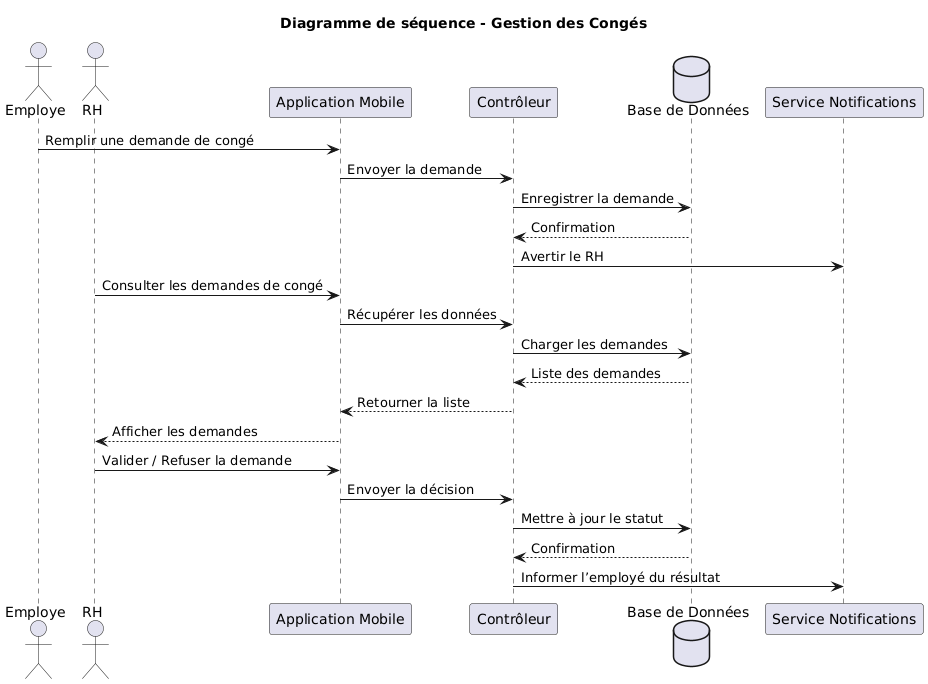 Diagramme de séquence - Gestion des Congés
Employe
RH
Application Mobile
Contrôleur
Base de Données
Service Notifications
Remplir une demande de congé
Envoyer la demande
Enregistrer la demande
Confirmation
Avertir le RH
Consulter les demandes de congé
Récupérer les données
Charger les demandes
Liste des demandes
Retourner la liste
Afficher les demandes
Valider / Refuser la demande
Envoyer la décision
Mettre à jour le statut
Confirmation
Informer l’employé du résultat
Employe
RH
Application Mobile
Contrôleur
Base de Données
Service Notifications